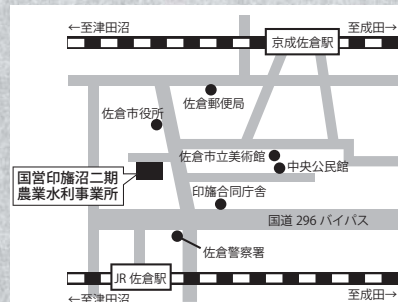 ←至津田沼
京成佐倉駅
至成田→
佐倉郵便局
佐倉市役所
佐倉市立美術館
中央公民館
国営印旛沼二期
農業水利事業所
印旛合同庁舎
国道 296 バイパス
佐倉警察署
JR 佐倉駅
←至津田沼
至成田→